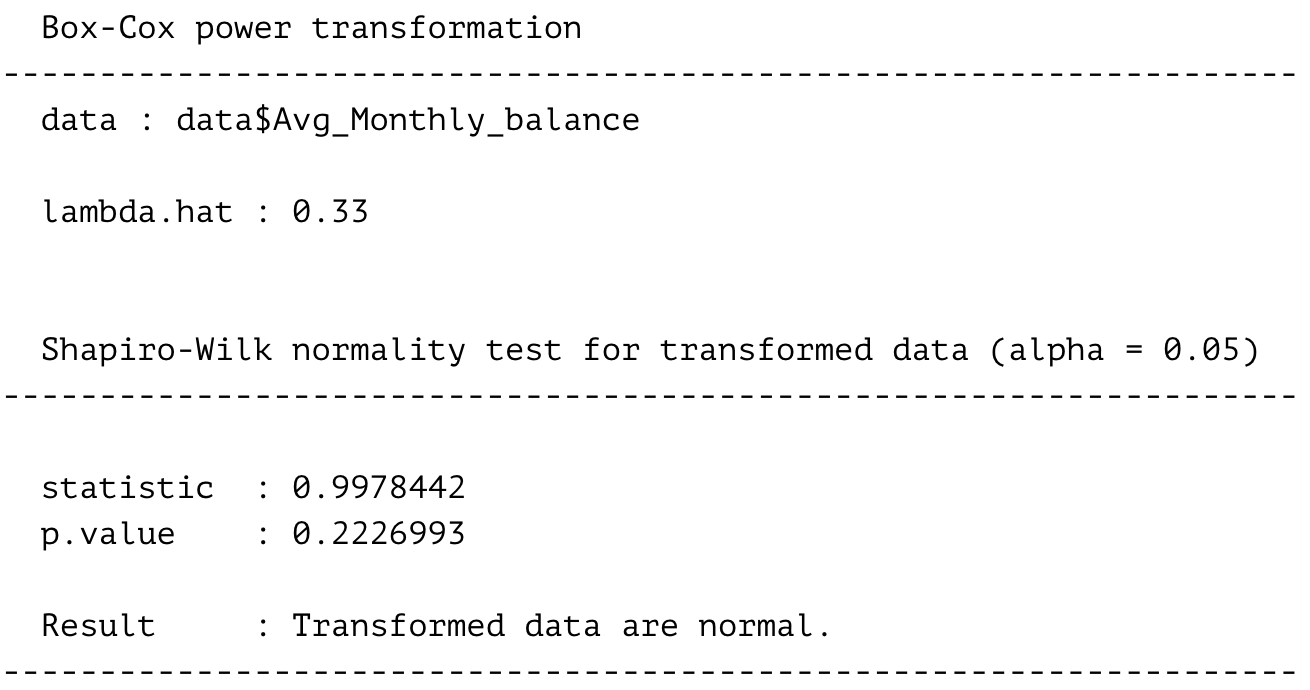 Box-Cox power transformation
-------------------------------------------------------------------
data : data$Avg_Monthly_balance
lambda.hat : 0.33
Shapiro-Wilk normality test for transformed data (alpha = 0.05)
-------------------------------------------------------------------
statistic  : 0.9978442
p.value    : 0.2226993
Result     : Transformed data are normal.
-------------------------------------------------------------------